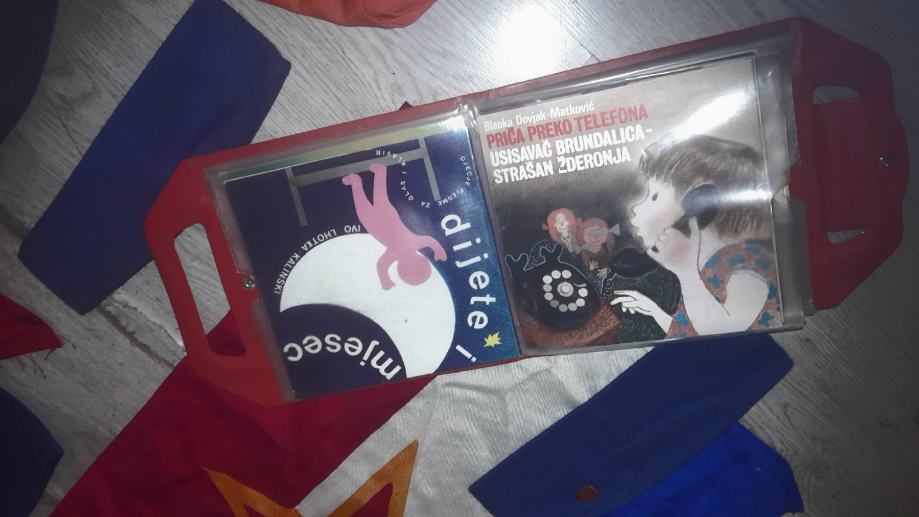 dijete i
mjesec
IVO LHOTKA KALINSKI
DJEČJE PJESME ZA GLAS I KLAVIR
Blanka Dovjak-Matković
PRIČA PREKO TELEFONA
USISAVAČ BRUNDALICA-
STRAŠAN ŽDERONJA